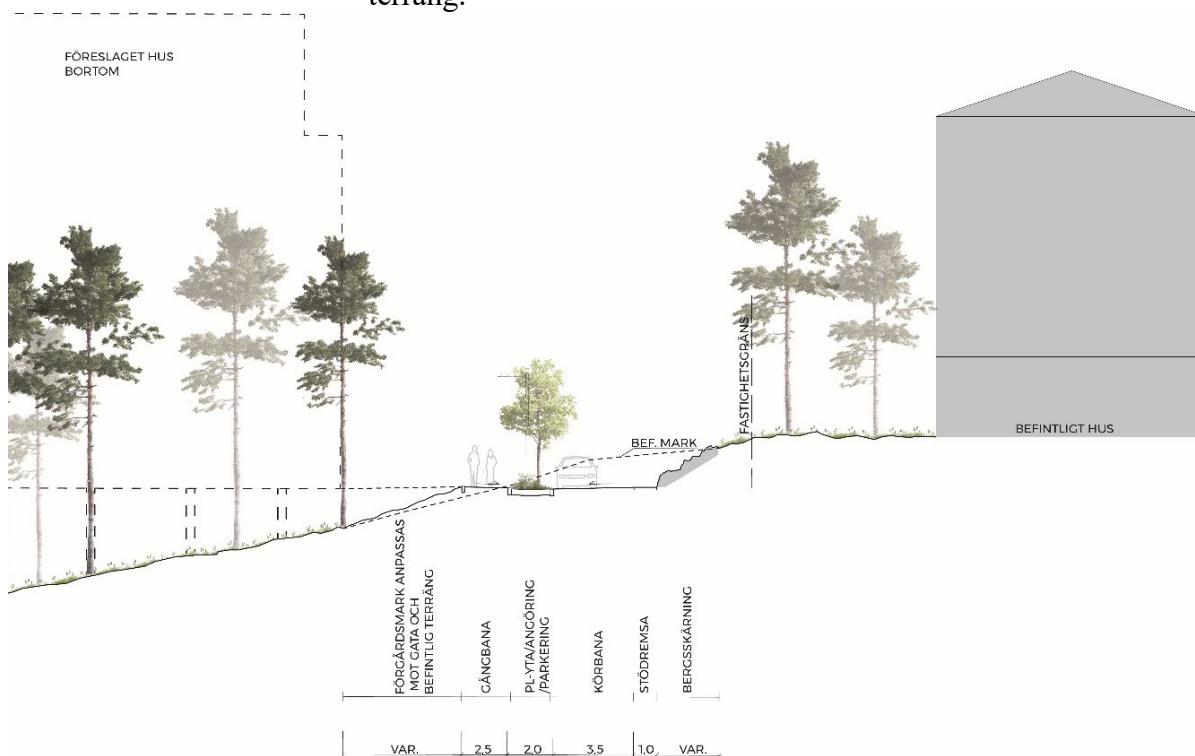 terräng.
FÖRESLAGET HUS
BORTOM
FASTIGHETSGRÄNS
BEF. MARK
BEFINTLIGT HUS
FÖRGÅRDSMARK ANPASSAS
MOT GATA OCH
BEFINTLIG TERRÄNG
GÅNGBANA
PL-YTA/ANGÖRING
/PARKERING
KÖRBANA
STÖDREMSA
BERGSSKÄRNING
VAR. 2,5 2,0 3,5 1,0 VAR.